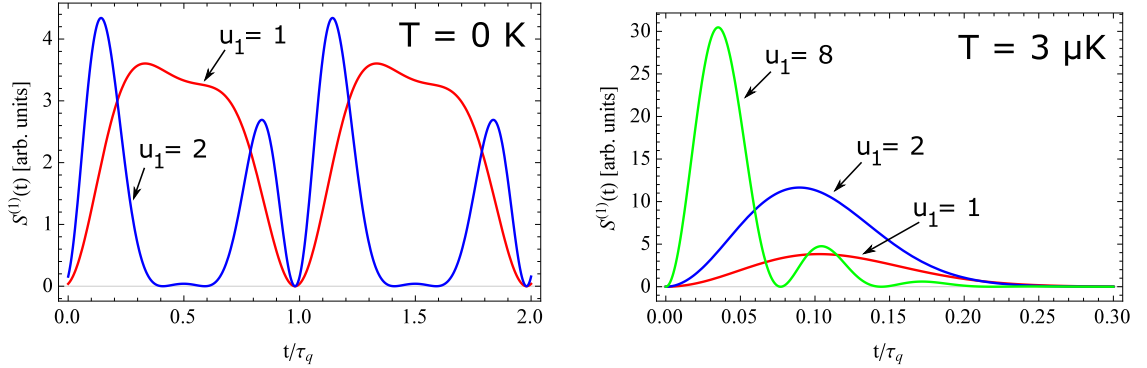 T = 0 K
u₁= 1
u₁= 2
S⁽¹⁾(t) [arb. units]
4
3
2
1
0
0.0 0.5 1.0 1.5 2.0
t/τ_q
T = 3 μK
u₁= 8
u₁= 2
u₁= 1
S⁽¹⁾(t) [arb. units]
30
25
20
15
10
5
0
0.00 0.05 0.10 0.15 0.20 0.25 0.30
t/τ_q